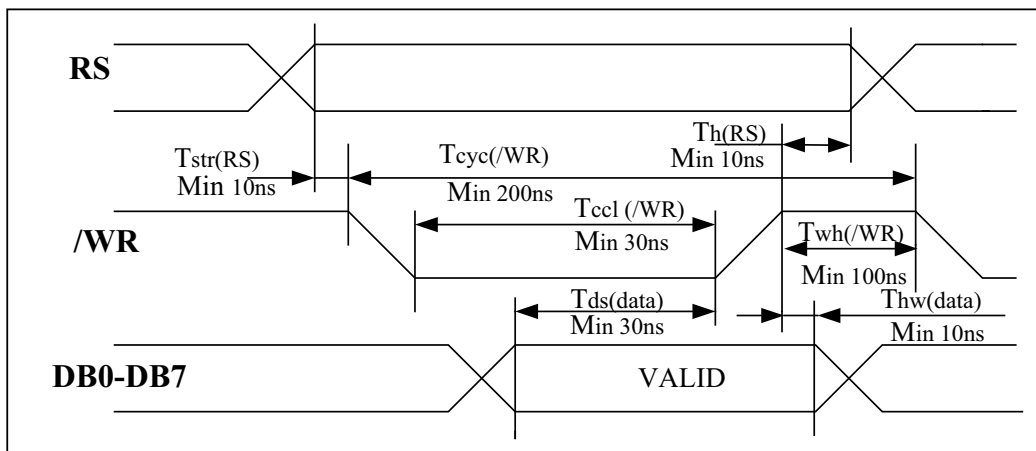 RS
Th(RS)
Tstr(RS)
Tcyc(/WR)
Min 10ns
Min 10ns
Min 200ns
Tccl (/WR)
/WR
Min 30ns
Twh(/WR)
Min 100ns
Tds(data)
Thw(data)
Min 30ns
Min 10ns
DB0-DB7
VALID